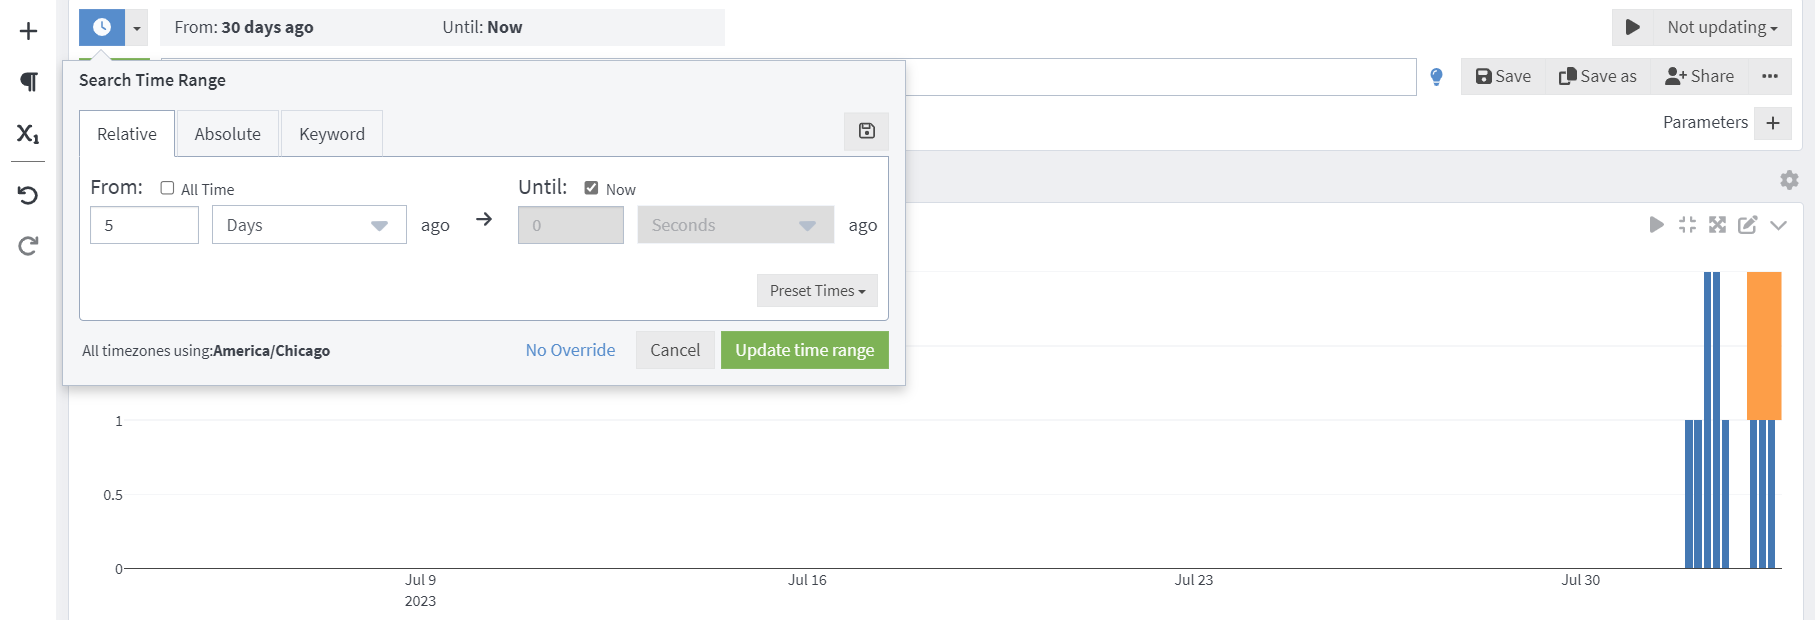 From: 30 days ago Until: Now
Not updating
Search Time Range
Save Save as Share
Relative Absolute Keyword
Parameters
From: All Time Until: Now
5 Days ago 0 Seconds ago
Preset Times
All timezones using:America/Chicago No Override Cancel Update time range
1
0.5
0
Jul 9 Jul 16 Jul 23 Jul 30
2023